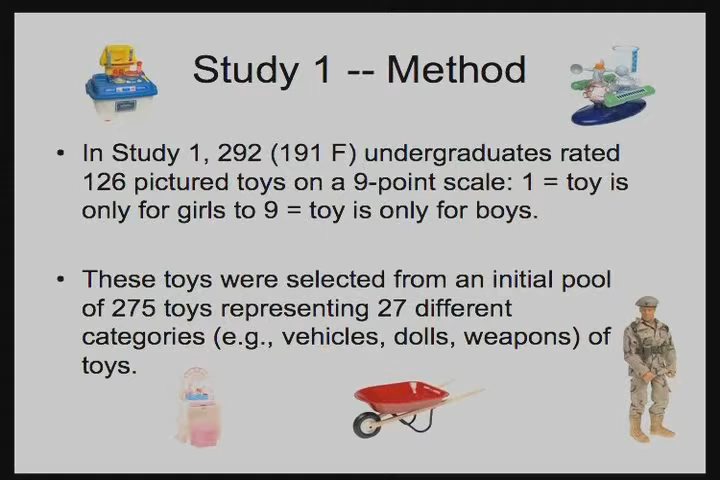 Study 1 -- Method
• In Study 1, 292 (191 F) undergraduates rated
126 pictured toys on a 9-point scale: 1 = toy is
only for girls to 9 = toy is only for boys.
• These toys were selected from an initial pool
of 275 toys representing 27 different
categories (e.g., vehicles, dolls, weapons) of
toys.